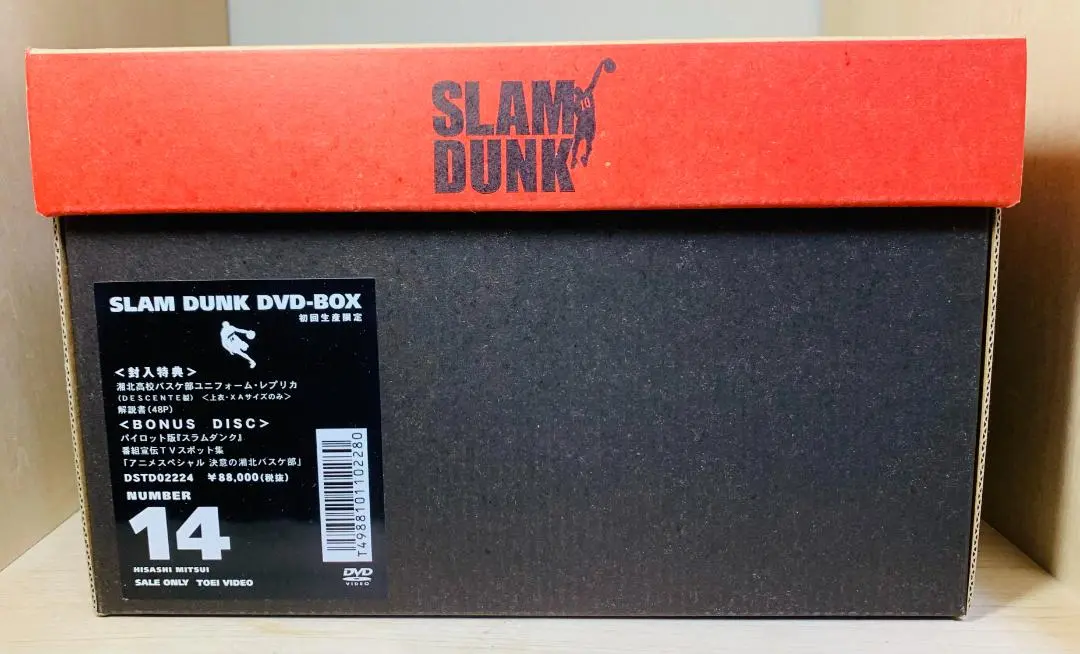 SLAM
DUNK
SLAM DUNK DVD-BOX
初回生産限定
＜封入特典＞
湘北高校バスケ部ユニフォーム・レプリカ
(DESCENTE製) ＜上衣・XAサイズのみ＞
解説書(48P)
＜BONUS DISC＞
パイロット版『スラムダンク』
番組宣伝TVスポット集
「アニメスペシャル 決意の湘北バスケ部」
DSTD02224 ￥88,000(税抜)
NUMBER
14
HISASHI MITSUI
SALE ONLY TOEI VIDEO
T4988101102280
DVD
VIDEO